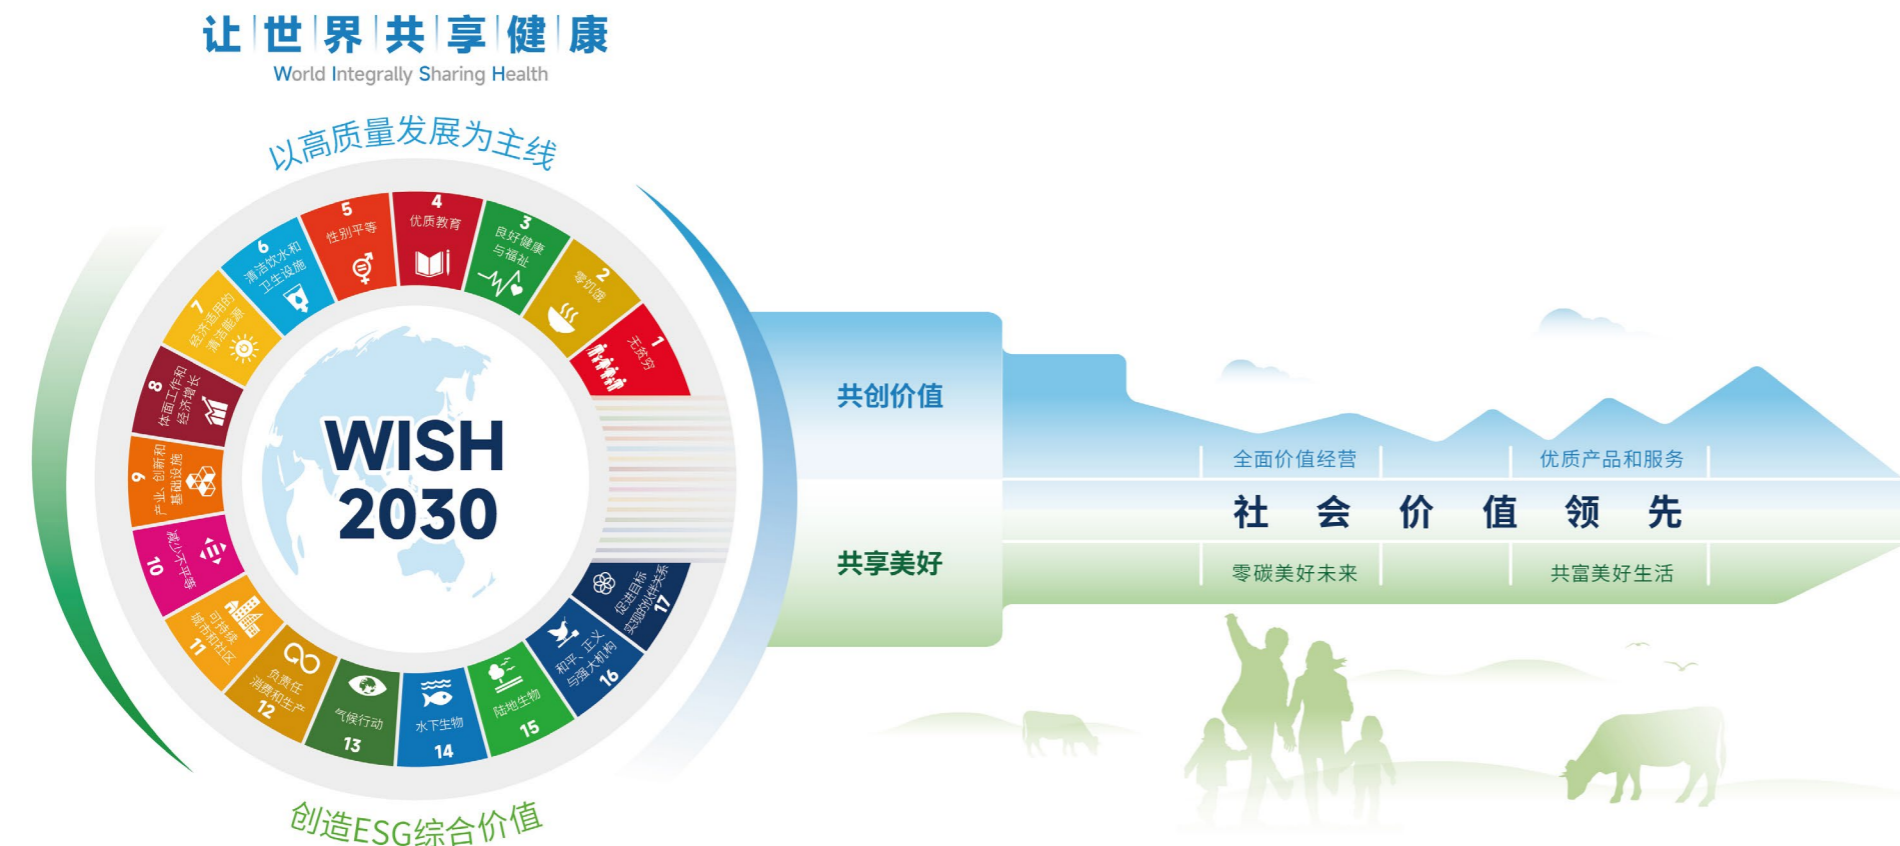 让世界共享健康
World Integrally Sharing Health
以高质量发展为主线
1
无贫穷
2
零饥饿
3
良好健康
与福祉
4
优质教育
5
性别平等
6
清洁饮水和
卫生设施
7
经济适用的
清洁能源
8
体面工作和
经济增长
9
产业、创新和
基础设施
10
减少不平等
11
可持续
城市和社区
12
负责任
消费和生产
13
气候行动
14
水下生物
15
陆地生物
16
和平、正义
与强大机构
17
促进目标
实现的伙伴关系
WISH
2030
创造ESG综合价值
共创价值
共享美好
全面价值经营
优质产品和服务
社会价值领先
零碳美好未来
共富美好生活